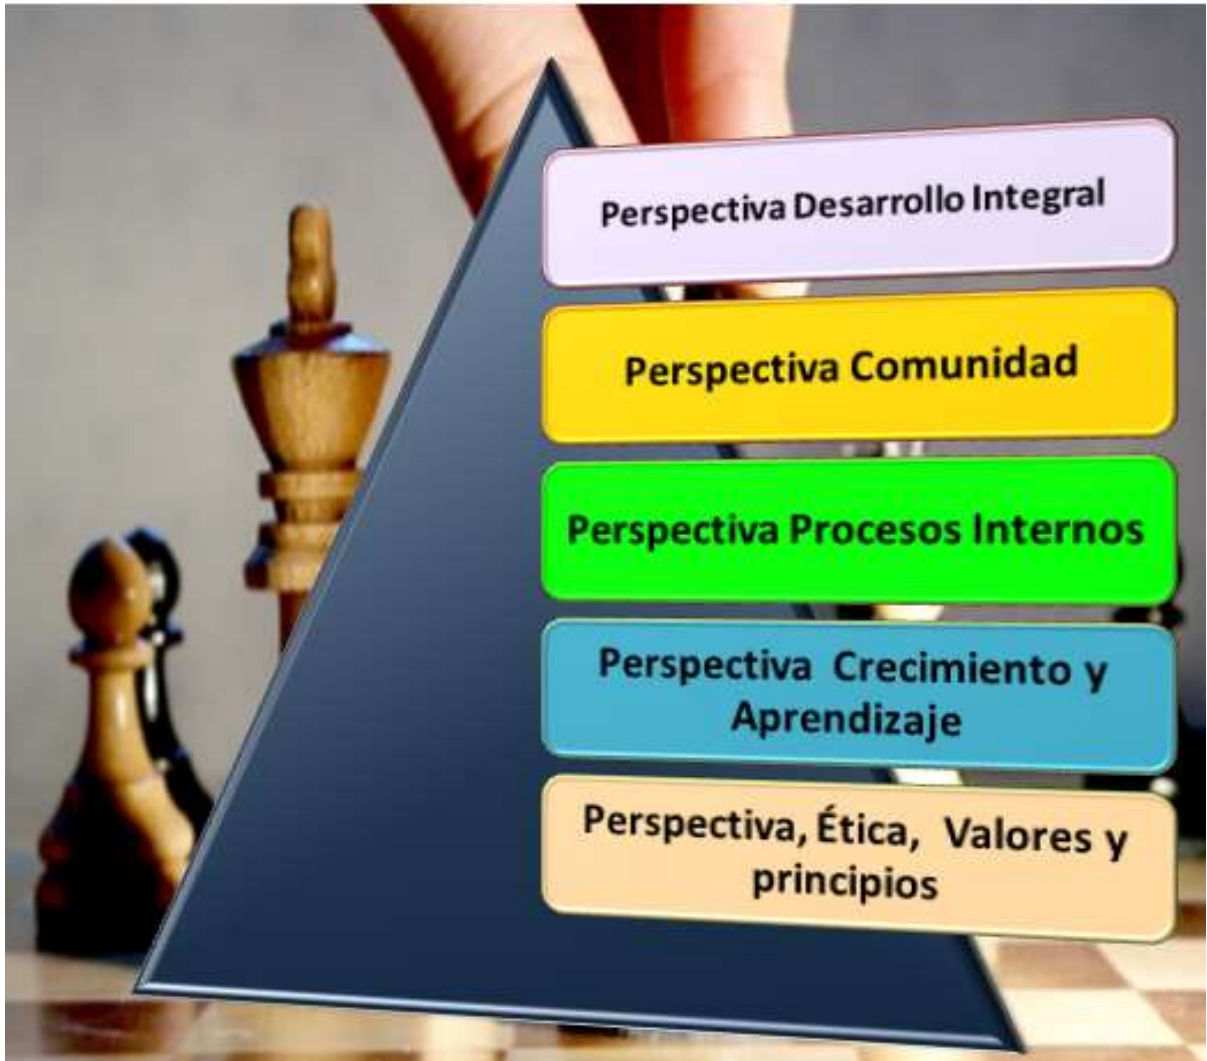 Perspectiva Desarrollo Integral
Perspectiva Comunidad
Perspectiva Procesos Internos
Perspectiva Crecimiento y
Aprendizaje
Perspectiva, Ética, Valores y
principios